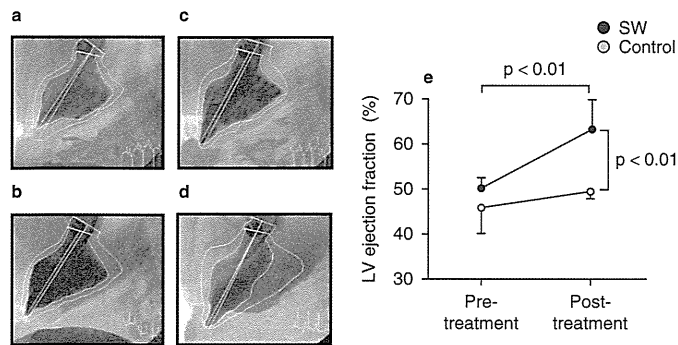 a
c
b
d
e
SW
Control
p < 0.01
p < 0.01
LV ejection fraction (%)
70
60
50
40
30
Pre-
treatment
Post-
treatment